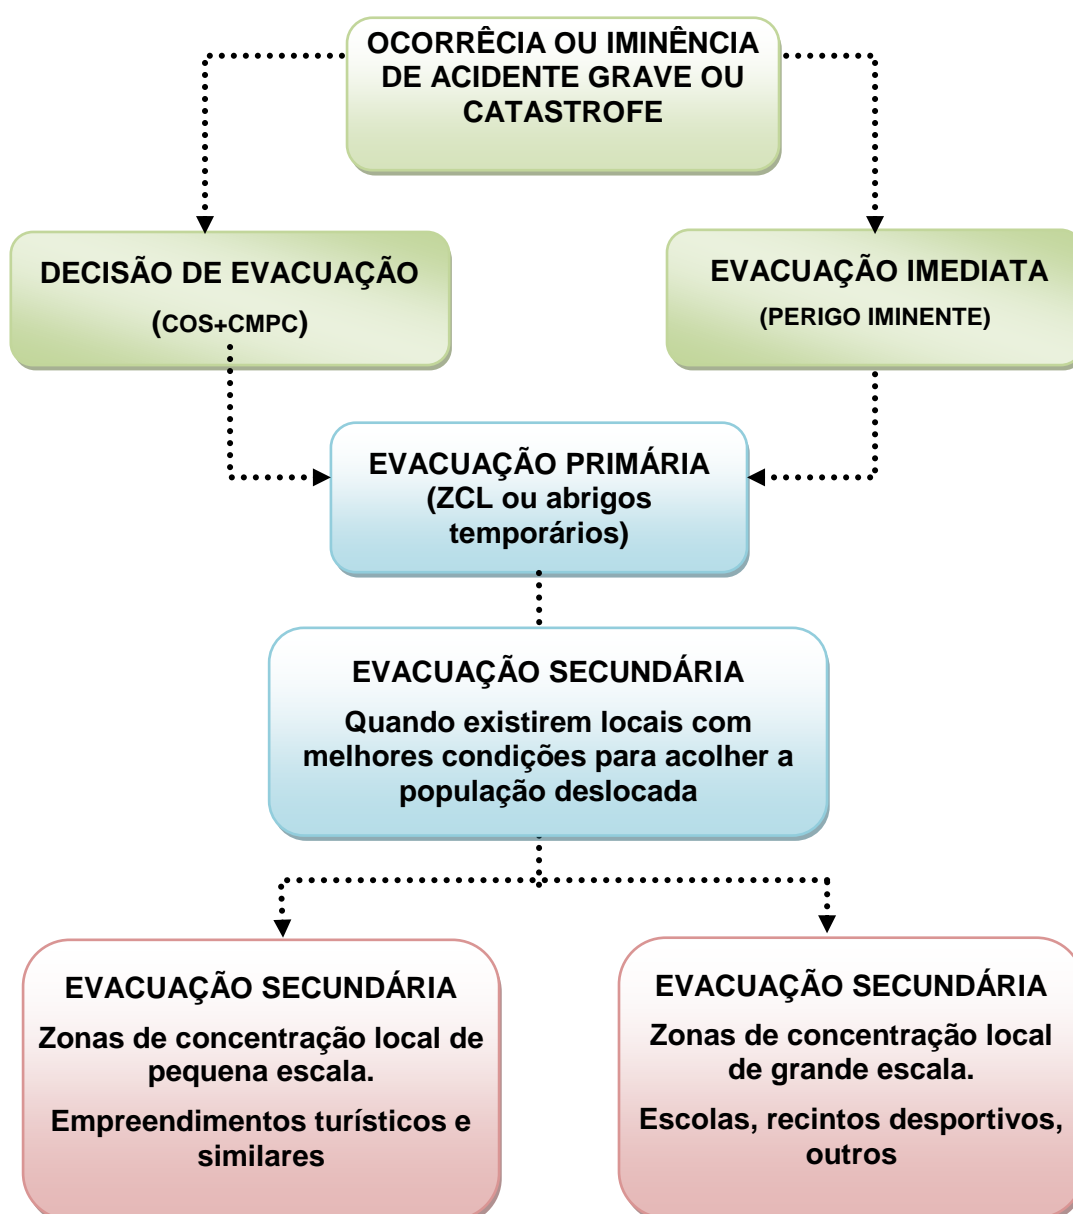 OCORRÊCIA OU IMINÊNCIA
DE ACIDENTE GRAVE OU
CATASTROFE
DECISÃO DE EVACUAÇÃO
(COS+CMPC)
EVACUAÇÃO IMEDIATA
(PERIGO IMINENTE)
EVACUAÇÃO PRIMÁRIA
(ZCL ou abrigos
temporários)
EVACUAÇÃO SECUNDÁRIA
Quando existirem locais com
melhores condições para acolher a
população deslocada
EVACUAÇÃO SECUNDÁRIA
Zonas de concentração local de
pequena escala.
Empreendimentos turísticos e
similares
EVACUAÇÃO SECUNDÁRIA
Zonas de concentração local
de grande escala.
Escolas, recintos desportivos,
outros